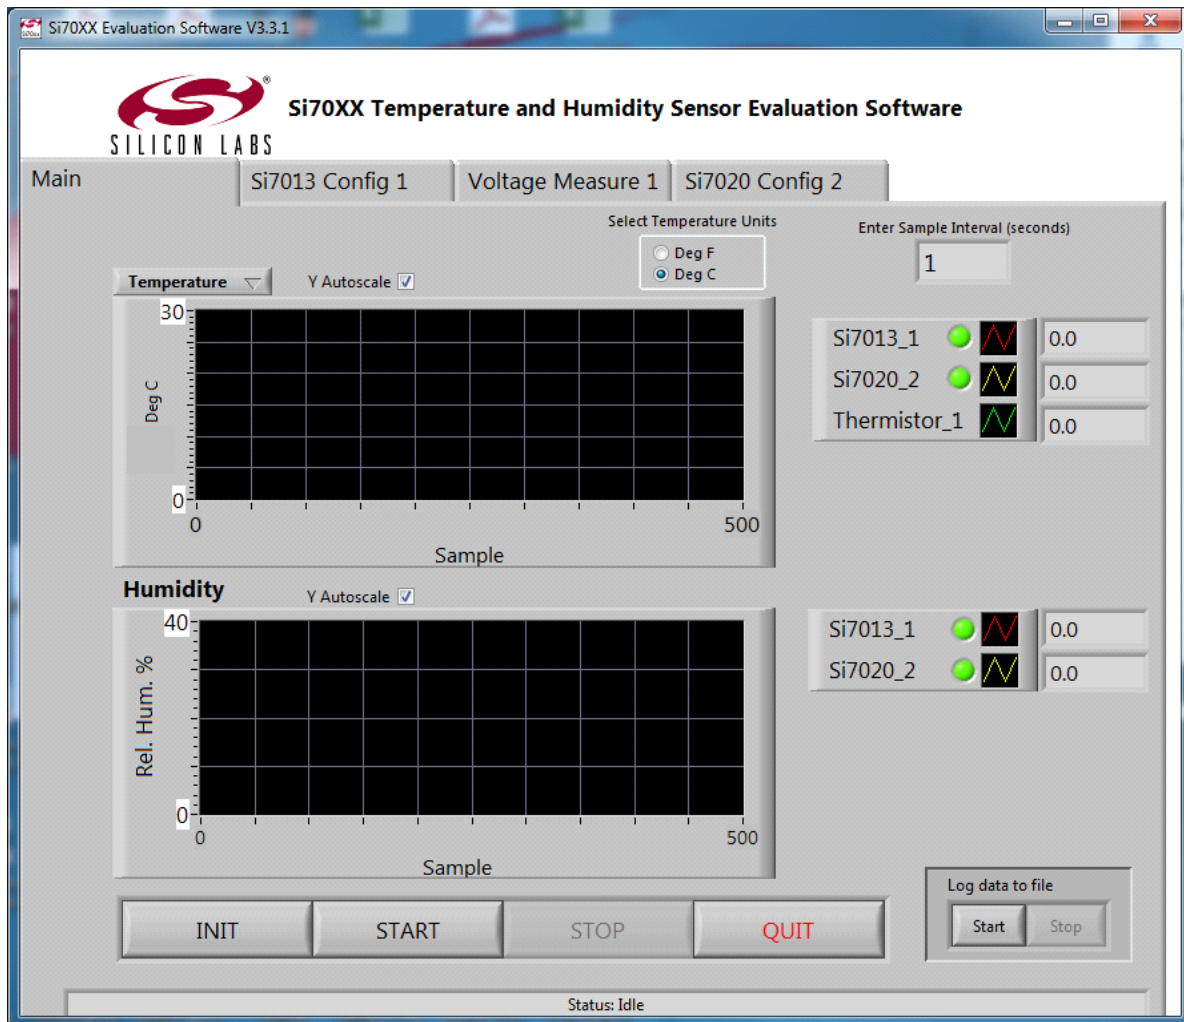 Si70XX Evaluation Software V3.3.1
Si70XX Temperature and Humidity Sensor Evaluation Software
SILICON LABS
Main
Si7013 Config 1
Voltage Measure 1
Si7020 Config 2
Select Temperature Units
Deg F
Deg C
Enter Sample Interval (seconds)
1
Temperature
Y Autoscale
30
Deg C
0
0
500
Sample
Si7013_1
0.0
Si7020_2
0.0
Thermistor_1
0.0
Humidity
Y Autoscale
40
Rel. Hum. %
0
0
500
Sample
Si7013_1
0.0
Si7020_2
0.0
INIT
START
STOP
QUIT
Log data to file
Start
Stop
Status: Idle